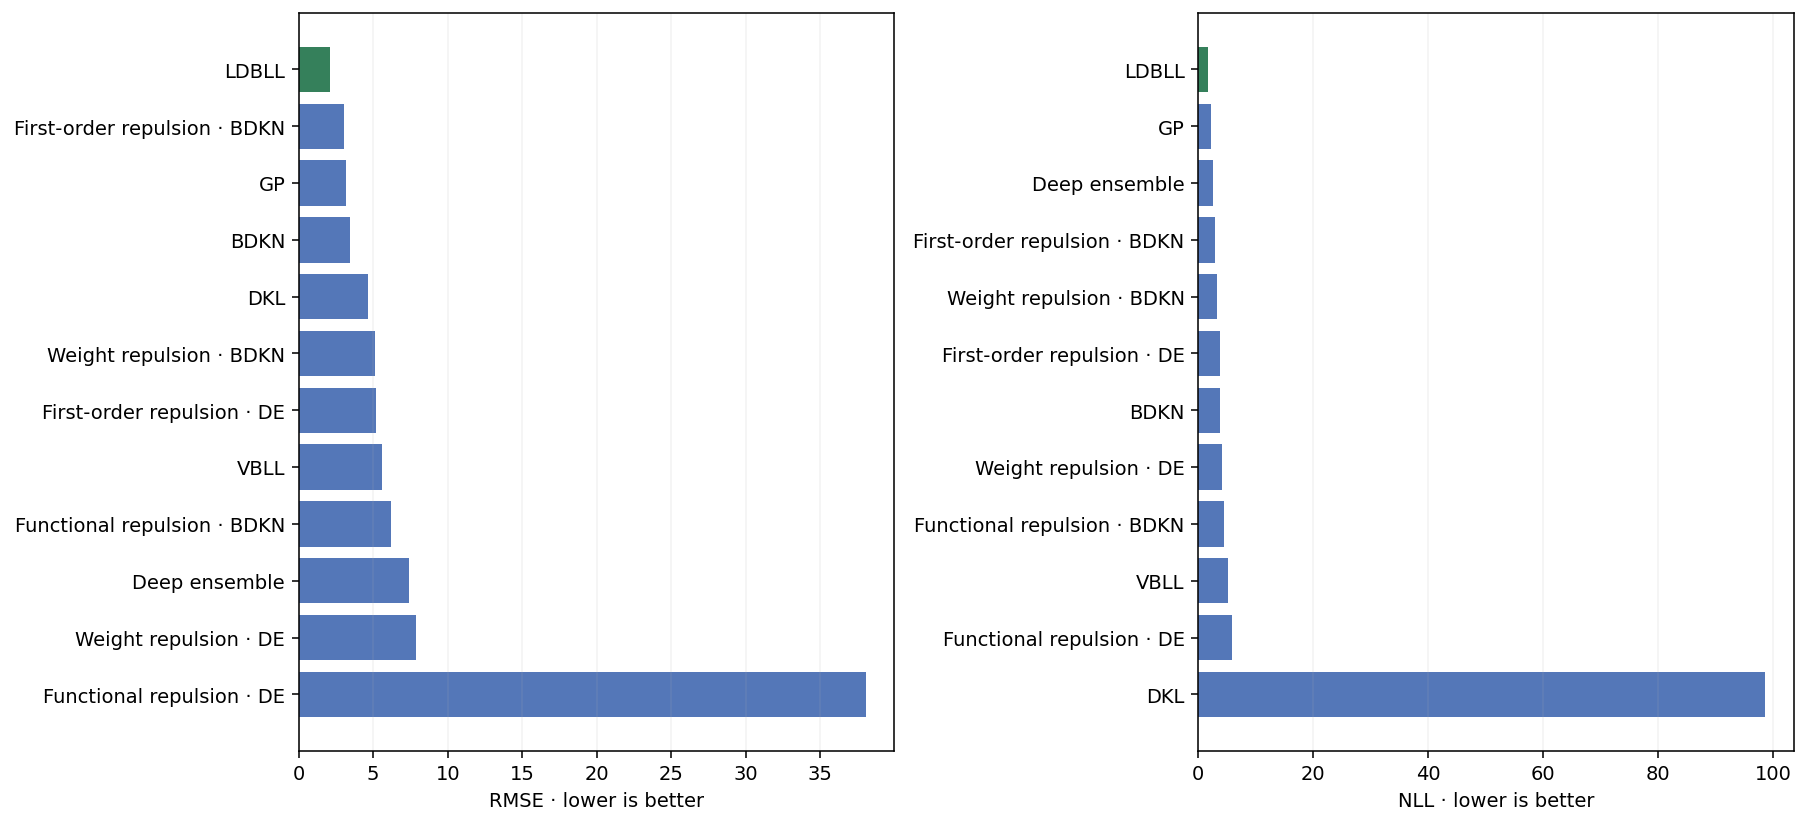 LDBLL
First-order repulsion · BDKN
GP
BDKN
DKL
Weight repulsion · BDKN
First-order repulsion · DE
VBLL
Functional repulsion · BDKN
Deep ensemble
Weight repulsion · DE
Functional repulsion · DE
0 5 10 15 20 25 30 35
RMSE · lower is better
LDBLL
GP
Deep ensemble
First-order repulsion · BDKN
Weight repulsion · BDKN
First-order repulsion · DE
BDKN
Weight repulsion · DE
Functional repulsion · BDKN
VBLL
Functional repulsion · DE
DKL
0 20 40 60 80 100
NLL · lower is better